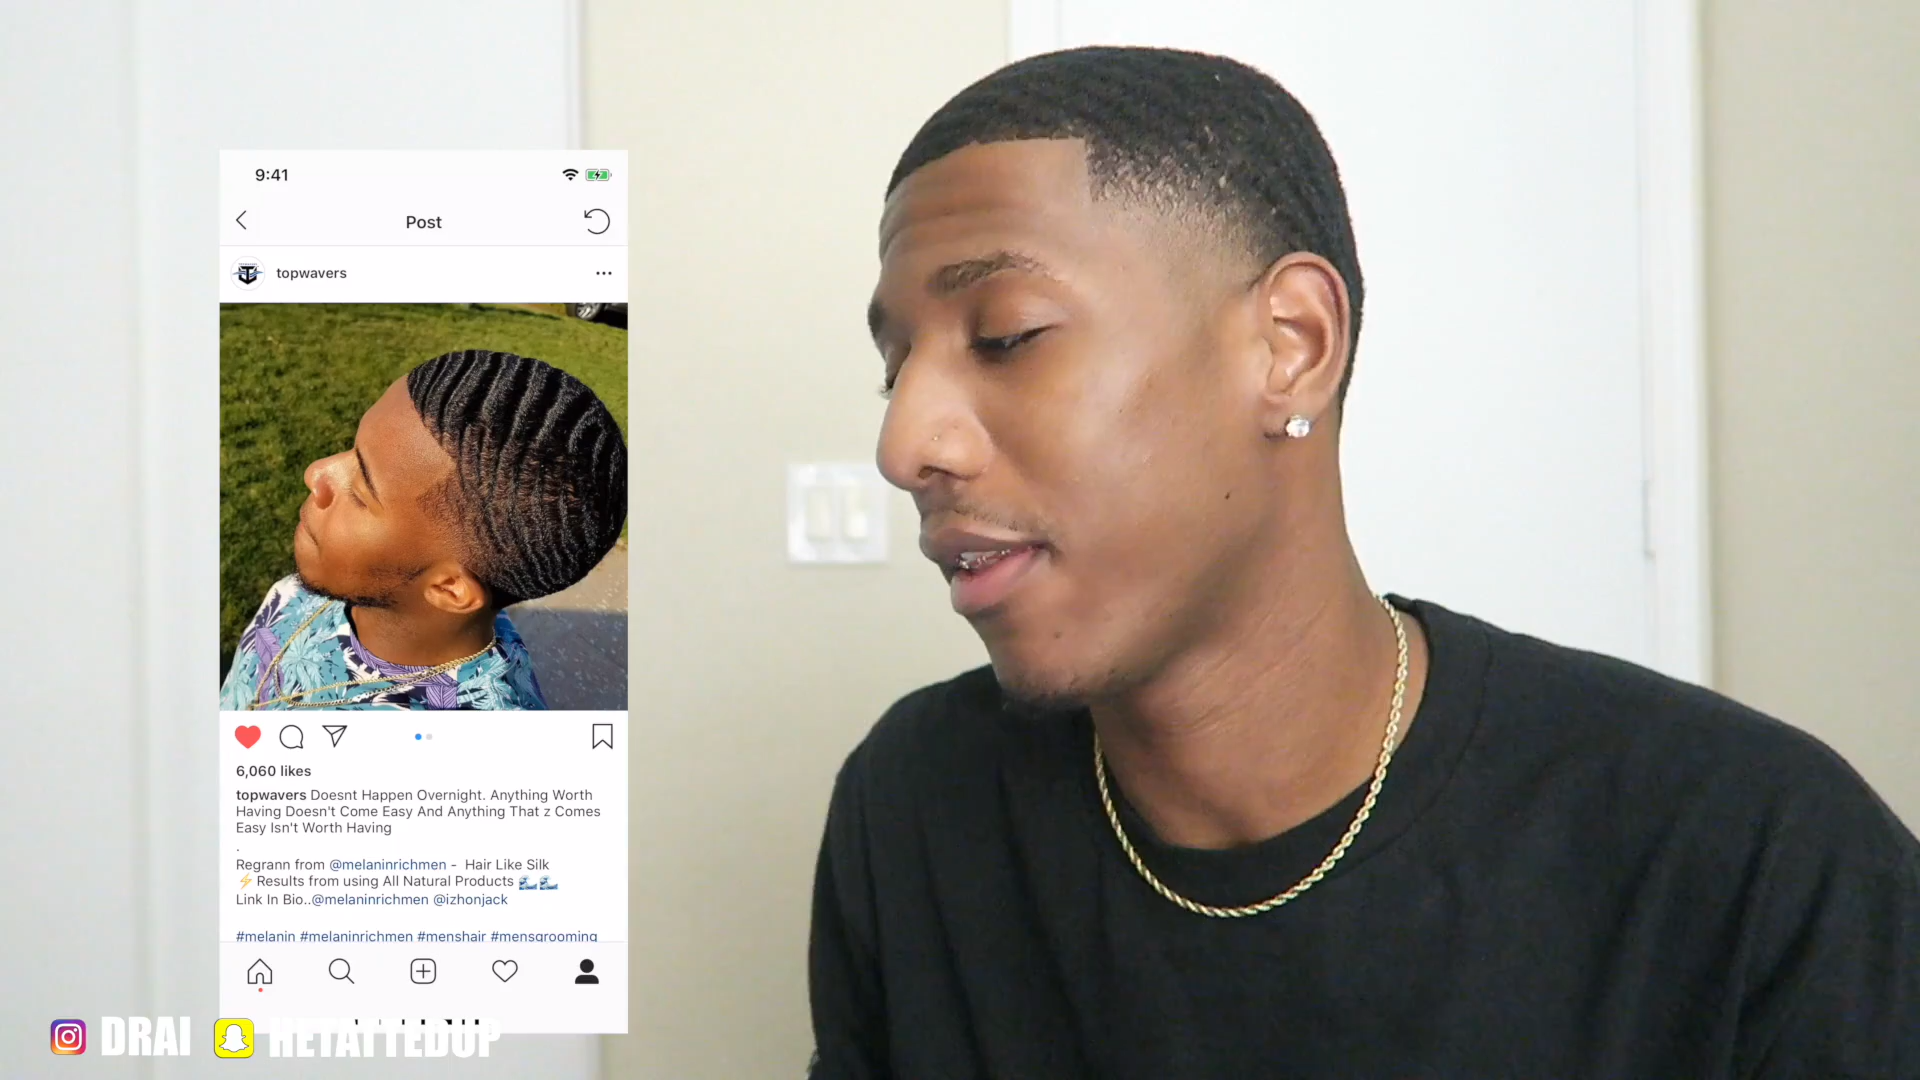 9:41
Post
topwavers
6,060 likes
topwavers Doesnt Happen Overnight. Anything Worth
Having Doesn't Come Easy And Anything That z Comes
Easy Isn't Worth Having
.
Regrann from @melaninrichmen - Hair Like Silk
⚡Results from using All Natural Products 🌊🌊
Link In Bio..@melaninrichmen @izhonjack
#melanin #melaninrichmen #menshair #mensgrooming
DRAI HETATTEDUP